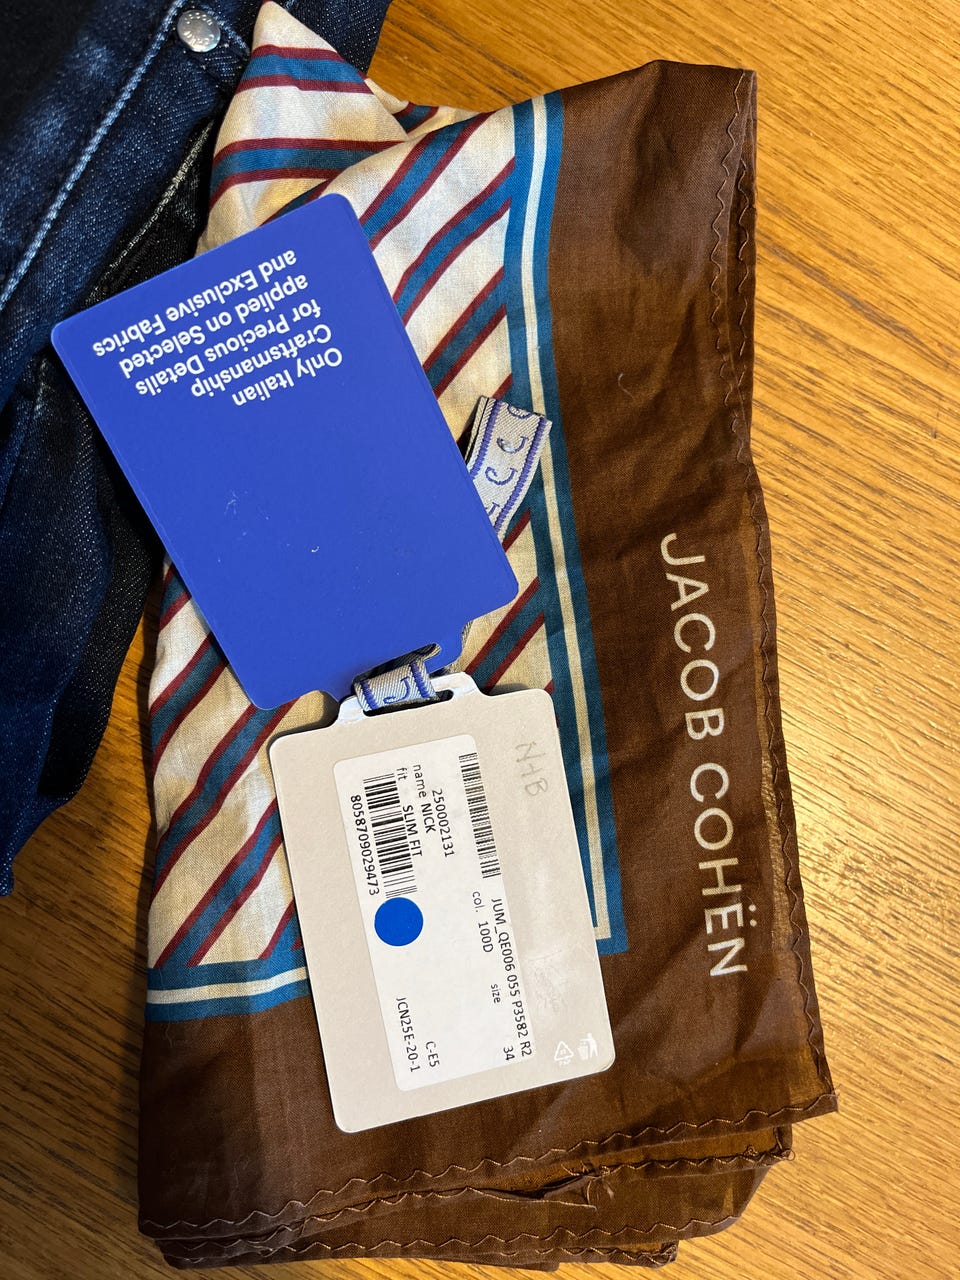 Only Italian
Craftsmanship
for Precious Details
applied on Selected
and Exclusive Fabrics
JACOB COHËN
N4B
JUM_QE006 055 P3582 R2
col. 100D
size 34
250002131
name NICK
fit SLIM FIT
8058709029473
C-E5
JCN25E-20-1